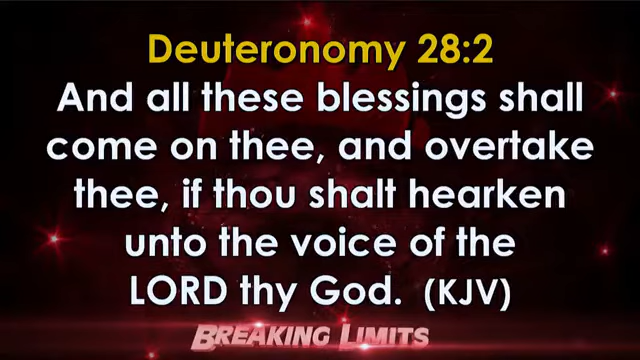 Deuteronomy 28:2
And all these blessings shall
come on thee, and overtake
thee, if thou shalt hearken
unto the voice of the
LORD thy God. (KJV)
BREAKING LIMITS